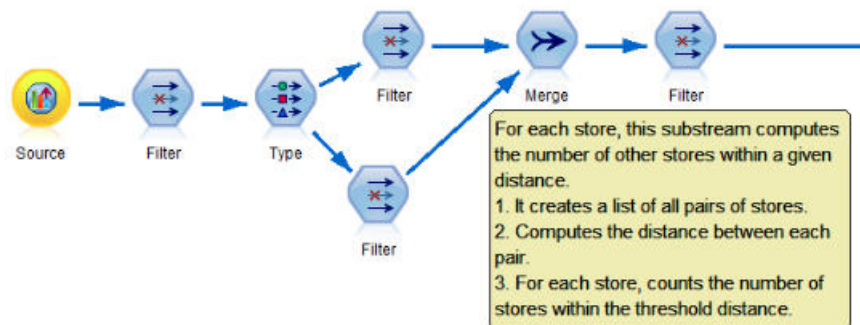 Filter
Merge
Filter
Source
Filter
Type
Filter
For each store, this substream computes
the number of other stores within a given
distance.
1. It creates a list of all pairs of stores.
2. Computes the distance between each
pair.
3. For each store, counts the number of
stores within the threshold distance.